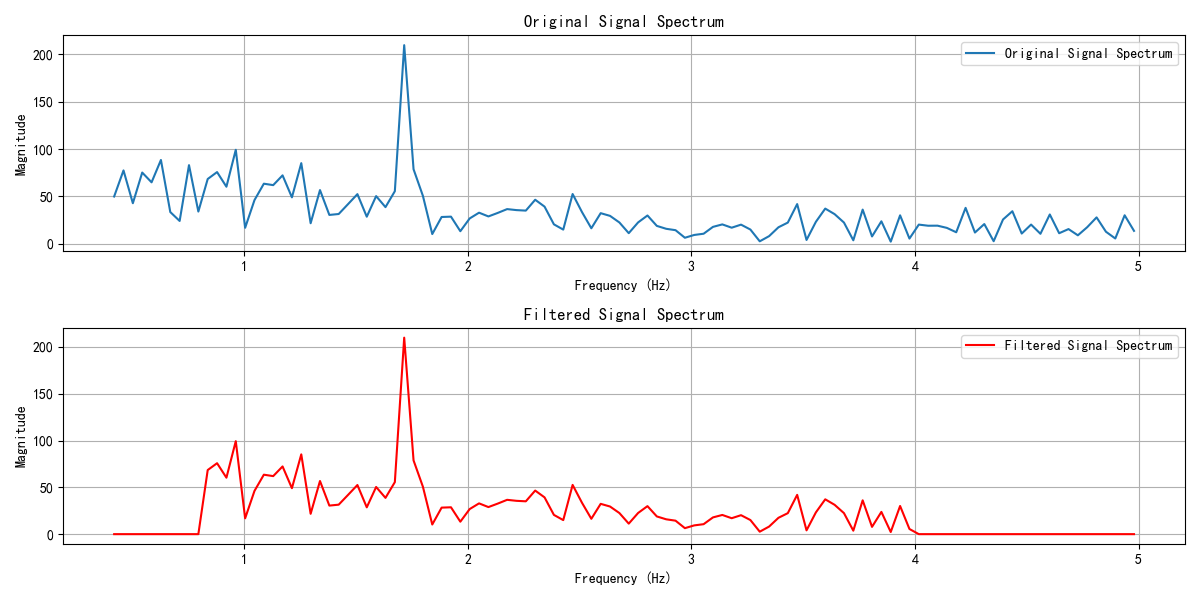 Original Signal Spectrum
200
150
100
50
0
Magnitude
Original Signal Spectrum
1 2 3 4 5
Frequency (Hz)
Filtered Signal Spectrum
200
150
100
50
0
Magnitude
Filtered Signal Spectrum
1 2 3 4 5
Frequency (Hz)